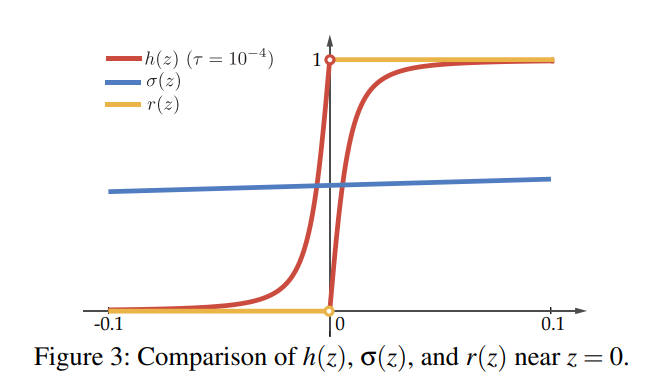 h(z) (τ = 10⁻⁴)
σ(z)
r(z)
1
-0.1
0
0.1
Figure 3: Comparison of h(z), σ(z), and r(z) near z = 0.